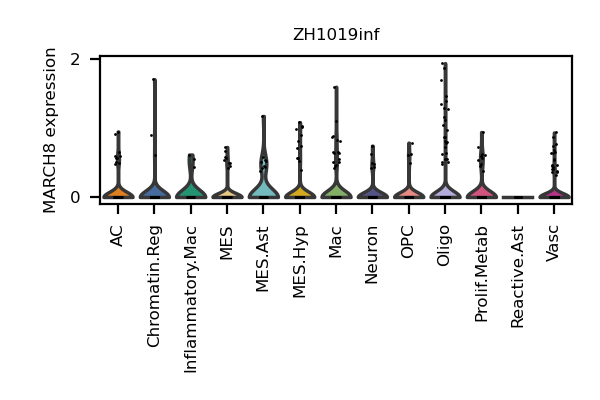 ZH1019inf
MARCH8 expression
2
0
AC
Chromatin.Reg
Inflammatory.Mac
MES
MES.Ast
MES.Hyp
Mac
Neuron
OPC
Oligo
Prolif.Metab
Reactive.Ast
Vasc